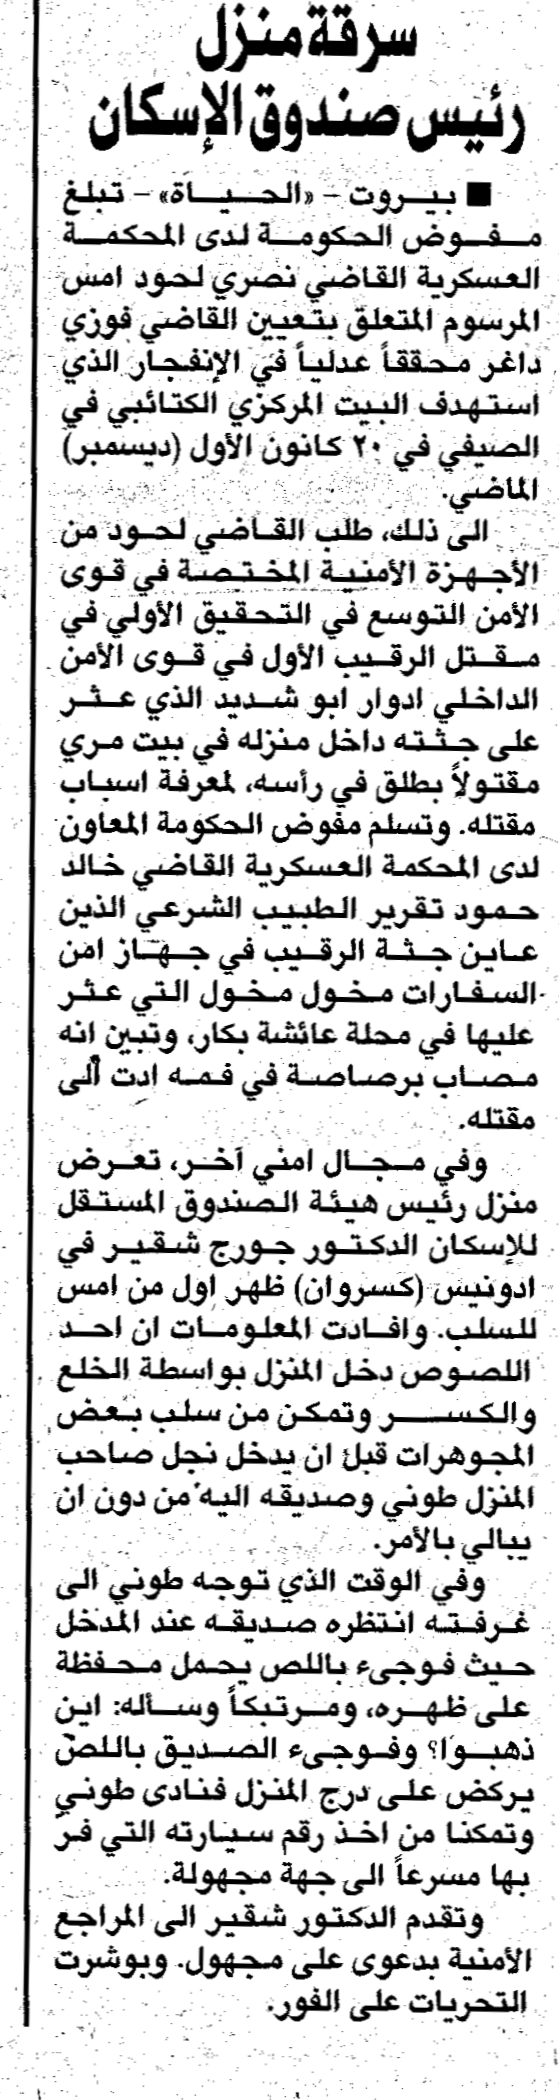 سرقة منزل
رئيس صندوق الإسكان
■ بيروت - «الحياة» - تبلغ
مفوض الحكومة لدى المحكمة
العسكرية القاضي نصري لحود امس
المرسوم المتعلق بتعيين القاضي فوزي
داغر محققاً عدلياً في الإنفجار الذي
استهدف البيت المركزي الكتائبي في
الصيفي في ٢٠ كانون الأول (ديسمبر)
الماضي.
الى ذلك، طلب القاضي لحود من
الأجهزة الأمنية المختصة في قوى
الأمن التوسع في التحقيق الأولي في
مقتل الرقيب الأول في قوى الأمن
الداخلي ادوار ابو شديد الذي عثر
على جثته داخل منزله في بيت مري
مقتولاً بطلق في رأسه، لمعرفة اسباب
مقتله. وتسلم مفوض الحكومة المعاون
لدى المحكمة العسكرية القاضي خالد
حمود تقرير الطبيب الشرعي الذين
عاين جثة الرقيب في جهاز امن
السفارات مخول مخول التي عثر
عليها في محلة عائشة بكار، وتبين انه
مصاب برصاصة في فمه ادت الى
مقتله.
وفي مجال امني آخر، تعرض
منزل رئيس هيئة الصندوق المستقل
للإسكان الدكتور جورج شقير في
ادونيس (كسروان) ظهر اول من امس
للسلب. وافادت المعلومات ان احد
اللصوص دخل المنزل بواسطة الخلع
والكسر وتمكن من سلب بعض
المجوهرات قبل ان يدخل نجل صاحب
المنزل طوني وصديقه اليه من دون ان
يبالي بالأمر.
وفي الوقت الذي توجه طوني الى
غرفته انتظره صديقه عند المدخل
حيث فوجىء باللص يحمل محفظة
على ظهره، ومرتبكاً وسأله: اين
ذهبوا؟ وفوجىء الصديق باللص
يركض على درج المنزل فنادى طوني
وتمكنا من اخذ رقم سيارته التي فر
بها مسرعاً الى جهة مجهولة.
وتقدم الدكتور شقير الى المراجع
الأمنية بدعوى على مجهول. وبوشرت
التحريات على الفور.